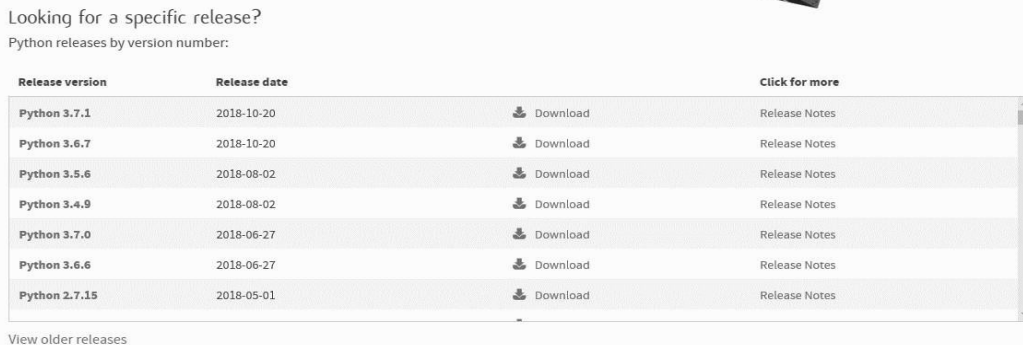 Looking for a specific release?
Python releases by version number:
Release version Release date Click for more
Python 3.7.1 2018-10-20 Download Release Notes
Python 3.6.7 2018-10-20 Download Release Notes
Python 3.5.6 2018-08-02 Download Release Notes
Python 3.4.9 2018-08-02 Download Release Notes
Python 3.7.0 2018-06-27 Download Release Notes
Python 3.6.6 2018-06-27 Download Release Notes
Python 2.7.15 2018-05-01 Download Release Notes
View older releases